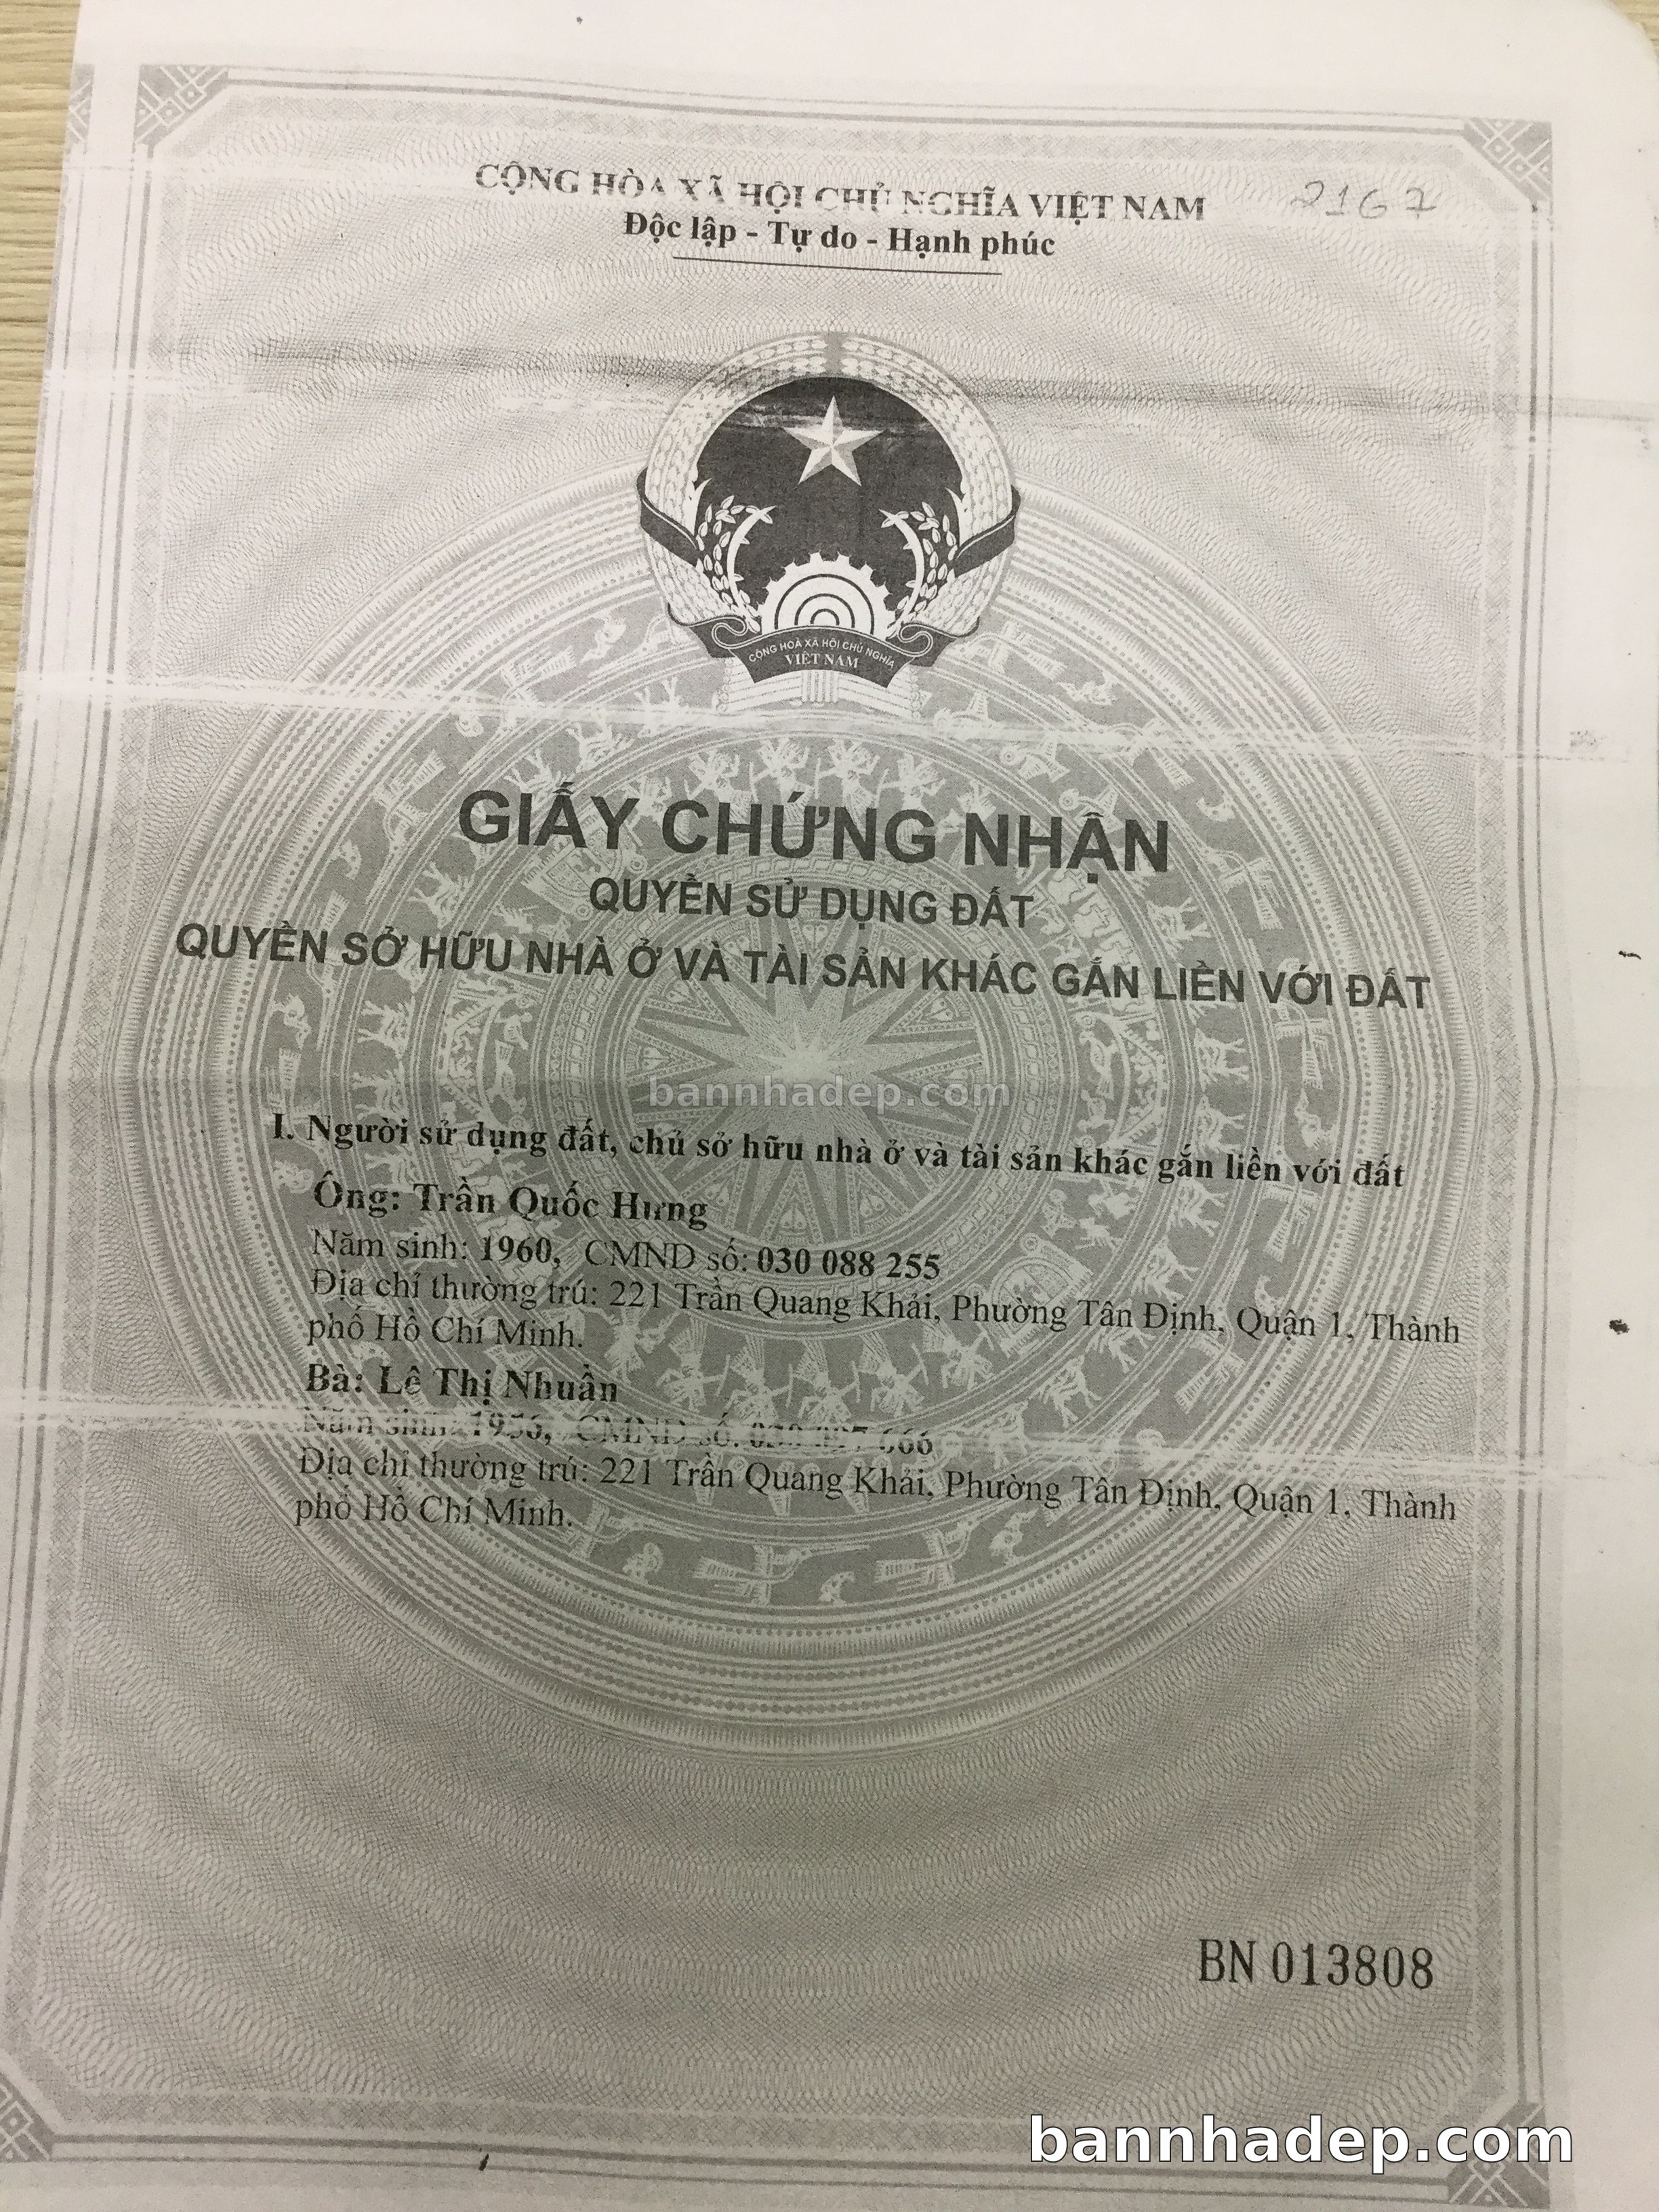 CỘNG HÒA XÃ HỘI CHỦ NGHĨA VIỆT NAM
2167
Độc lập - Tự do - Hạnh phúc
CỘNG HOÀ XÃ HỘI CHỦ NGHĨA
VIỆT NAM
GIẤY CHỨNG NHẬN
QUYỀN SỬ DỤNG ĐẤT
QUYỀN SỞ HỮU NHÀ Ở VÀ TÀI SẢN KHÁC GẮN LIỀN VỚI ĐẤT
bannhadep.com
I. Người sử dụng đất, chủ sở hữu nhà ở và tài sản khác gắn liền với đất
Ông: Trần Quốc Hưng
Năm sinh: 1960, CMND số: 030 088 255
Địa chỉ thường trú: 221 Trần Quang Khải, Phường Tân Định, Quận 1, Thành
phố Hồ Chí Minh.
Bà: Lê Thị Nhuần
Năm sinh: 1956, CMND số: 666
Địa chỉ thường trú: 221 Trần Quang Khải, Phường Tân Định, Quận 1, Thành
phố Hồ Chí Minh.
BN 013808
bannhadep.com